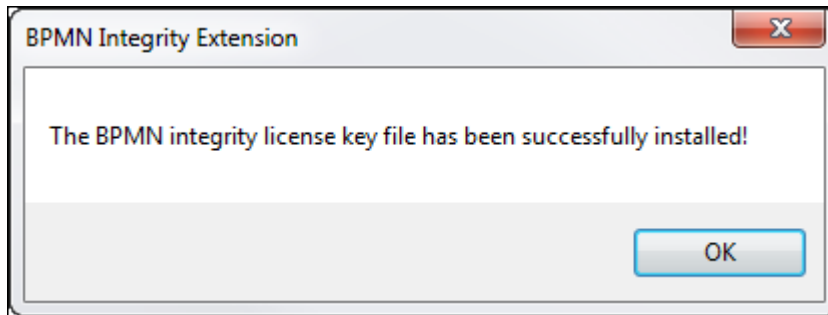 BPMN Integrity Extension
The BPMN integrity license key file has been successfully installed!
OK